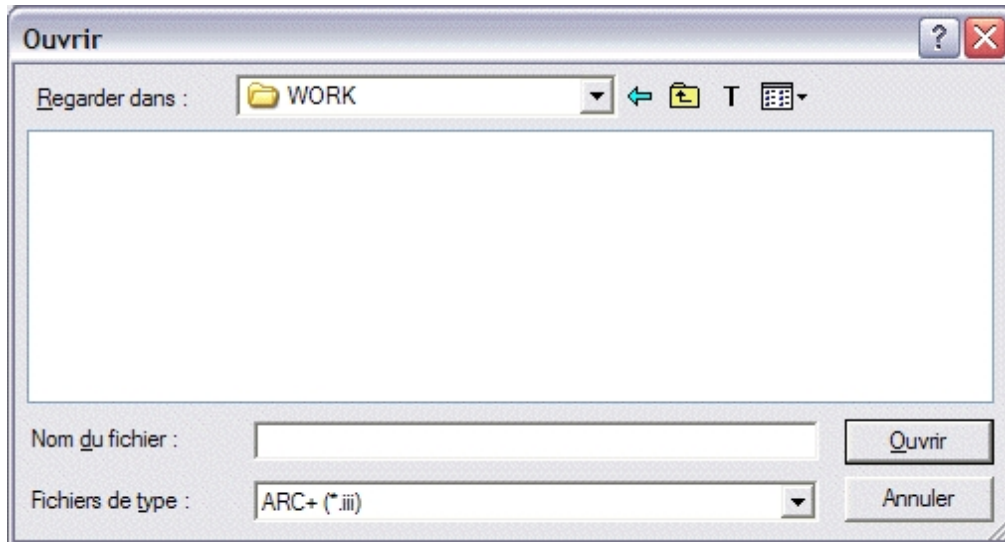 Ouvrir
Regarder dans : WORK T
Nom du fichier : Ouvrir
Fichiers de type : ARC+ (*.iii) Annuler